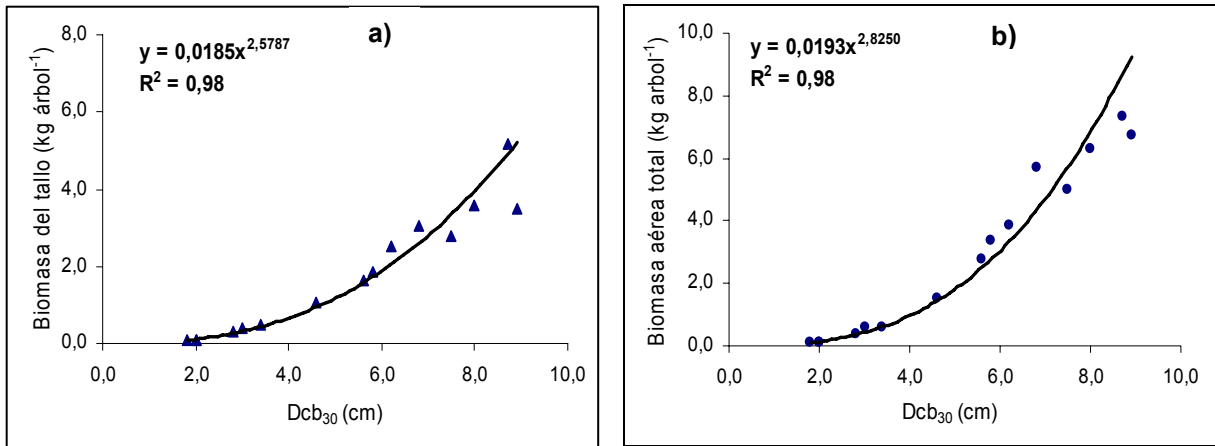 a)
y = 0,0185x^2,5787
R² = 0,98
Biomasa del tallo (kg árbol⁻¹)
8,0
6,0
4,0
2,0
0,0
0,0 2,0 4,0 6,0 8,0 10,0
Dcb₃₀ (cm)
b)
y = 0,0193x^2,8250
R² = 0,98
Biomasa aérea total (kg arbol⁻¹)
10,0
8,0
6,0
4,0
2,0
0,0
0,0 2,0 4,0 6,0 8,0 10,0
Dcb₃₀ (cm)